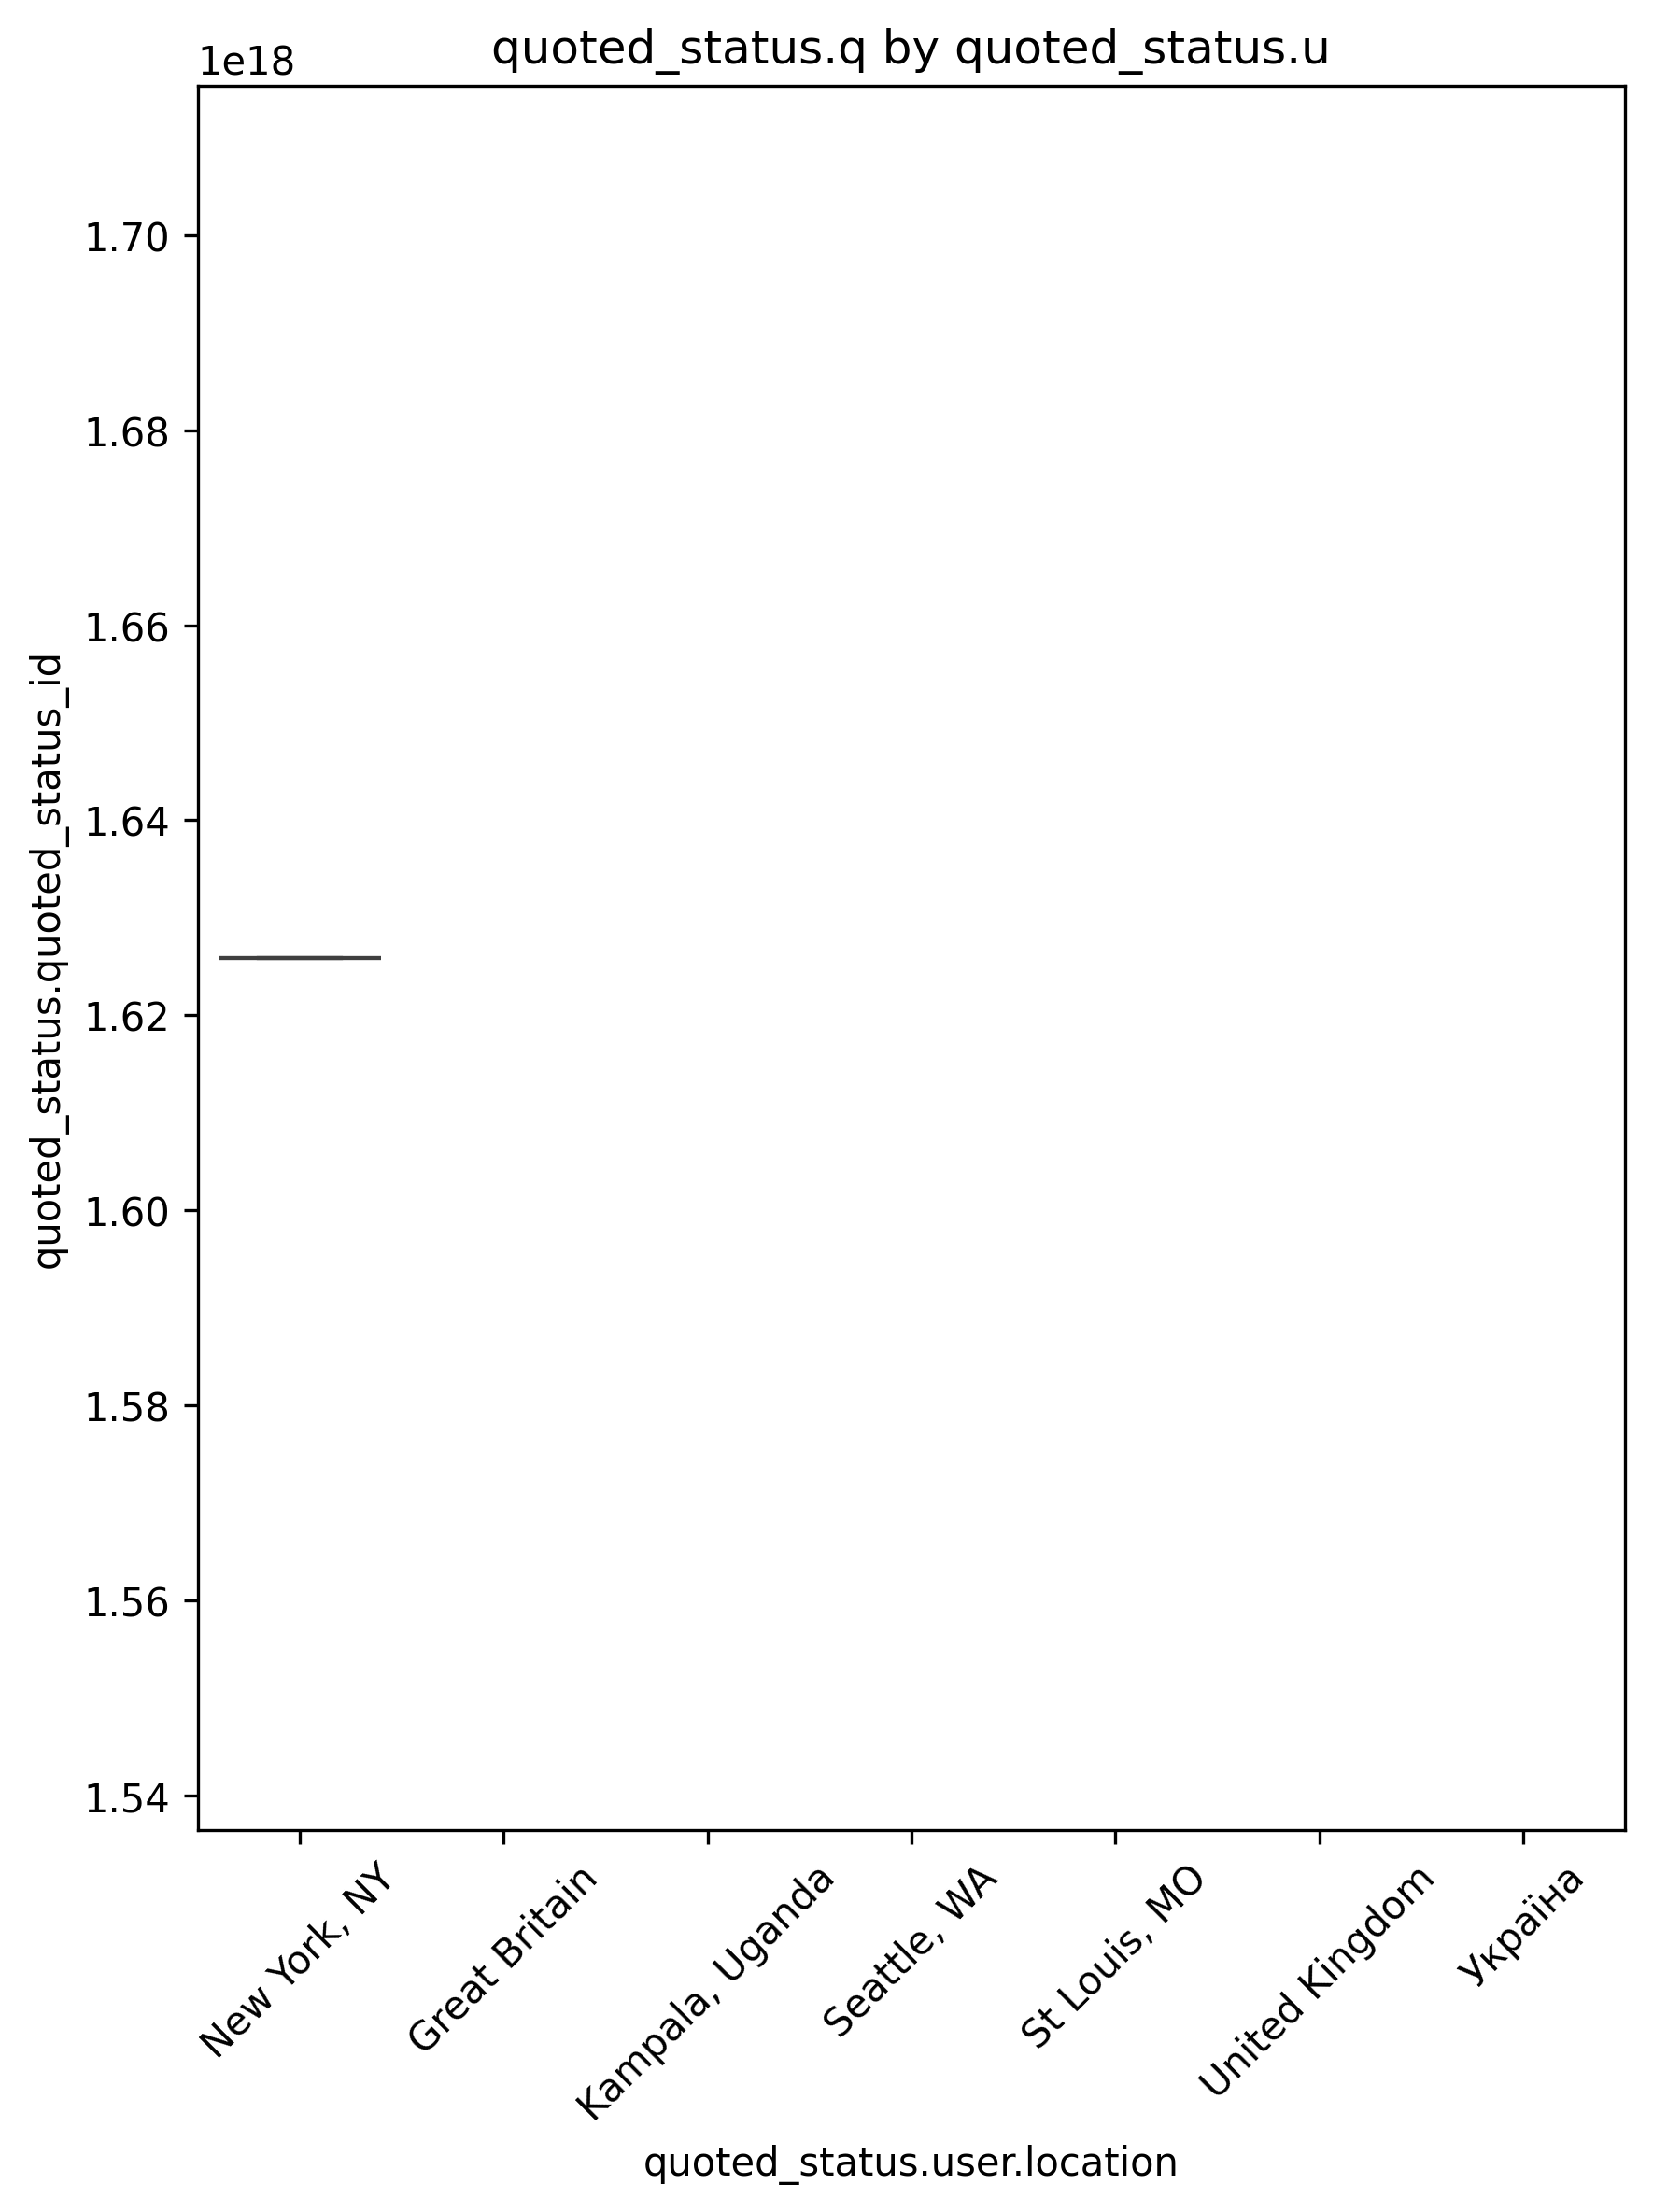 quoted_status.q by quoted_status.u
1e18
1.70
1.68
1.66
1.64
1.62
1.60
1.58
1.56
1.54
quoted_status.quoted_status_id
New York, NY
Great Britain
Kampala, Uganda
Seattle, WA
St Louis, MO
United Kingdom
Україна
quoted_status.user.location